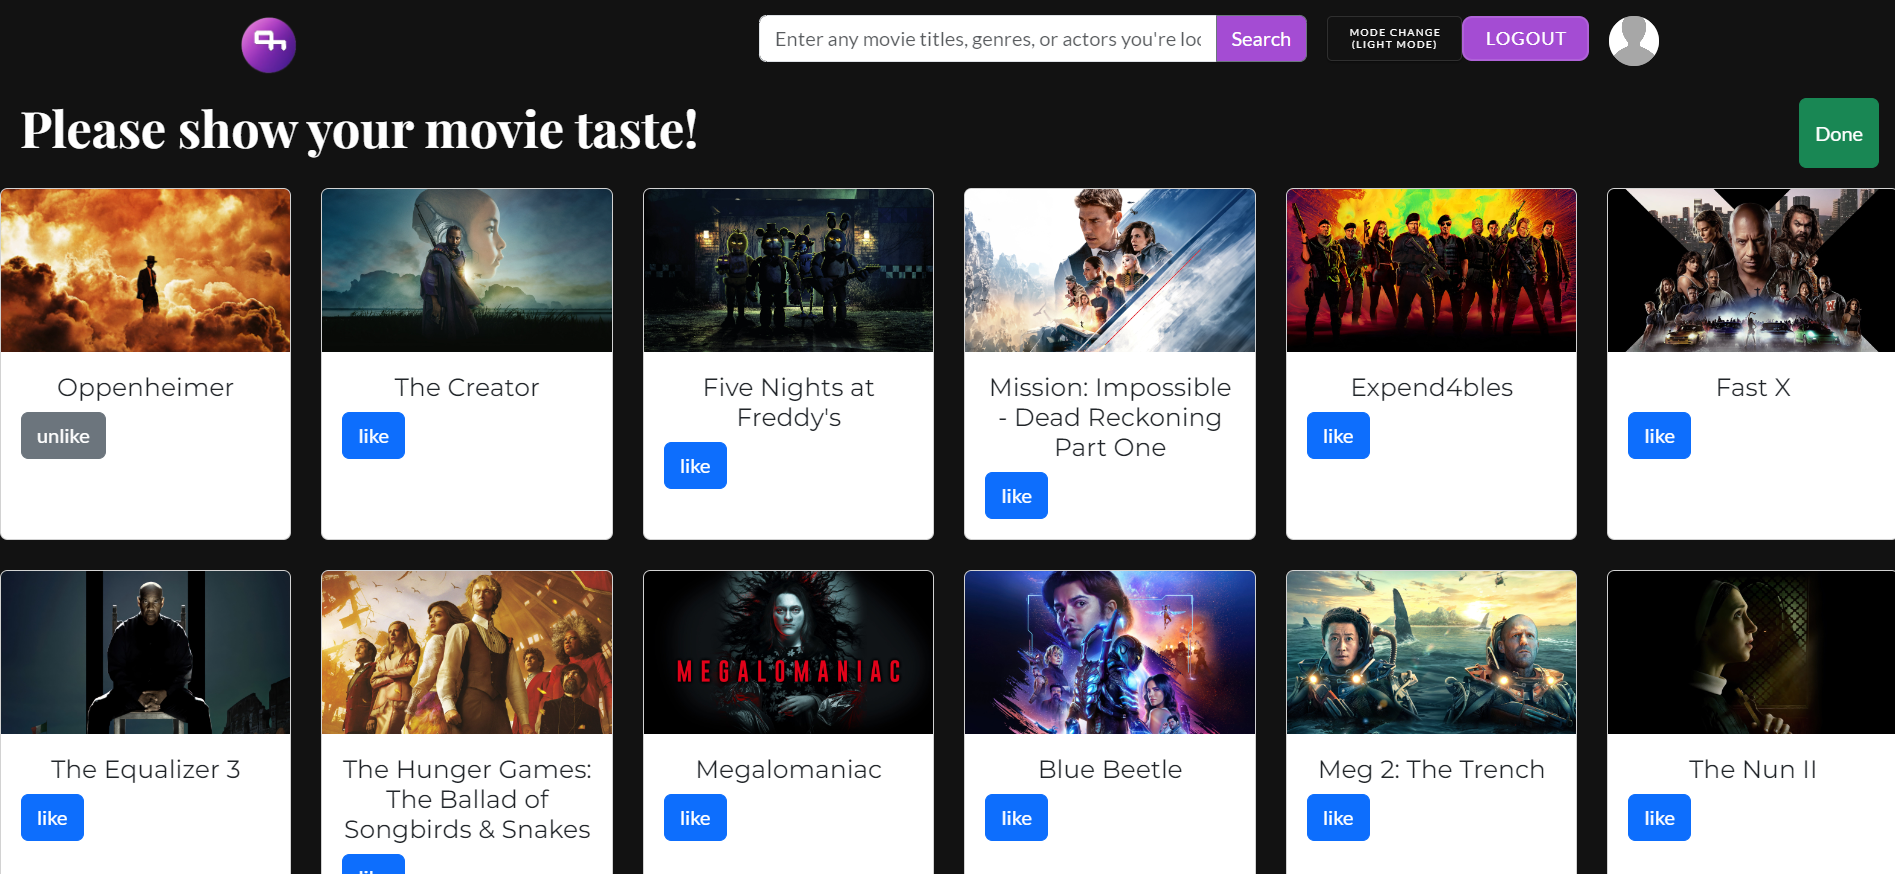 Enter any movie titles, genres, or actors you're loc
Search
MODE CHANGE
(LIGHT MODE)
LOGOUT
Please show your movie taste!
Done
Oppenheimer
unlike
The Creator
like
Five Nights at
Freddy's
like
Mission: Impossible
- Dead Reckoning
Part One
like
Expend4bles
like
Fast X
like
The Equalizer 3
like
The Hunger Games:
The Ballad of
Songbirds & Snakes
like
MEGALOMANIAC
Megalomaniac
like
Blue Beetle
like
Meg 2: The Trench
like
The Nun II
like